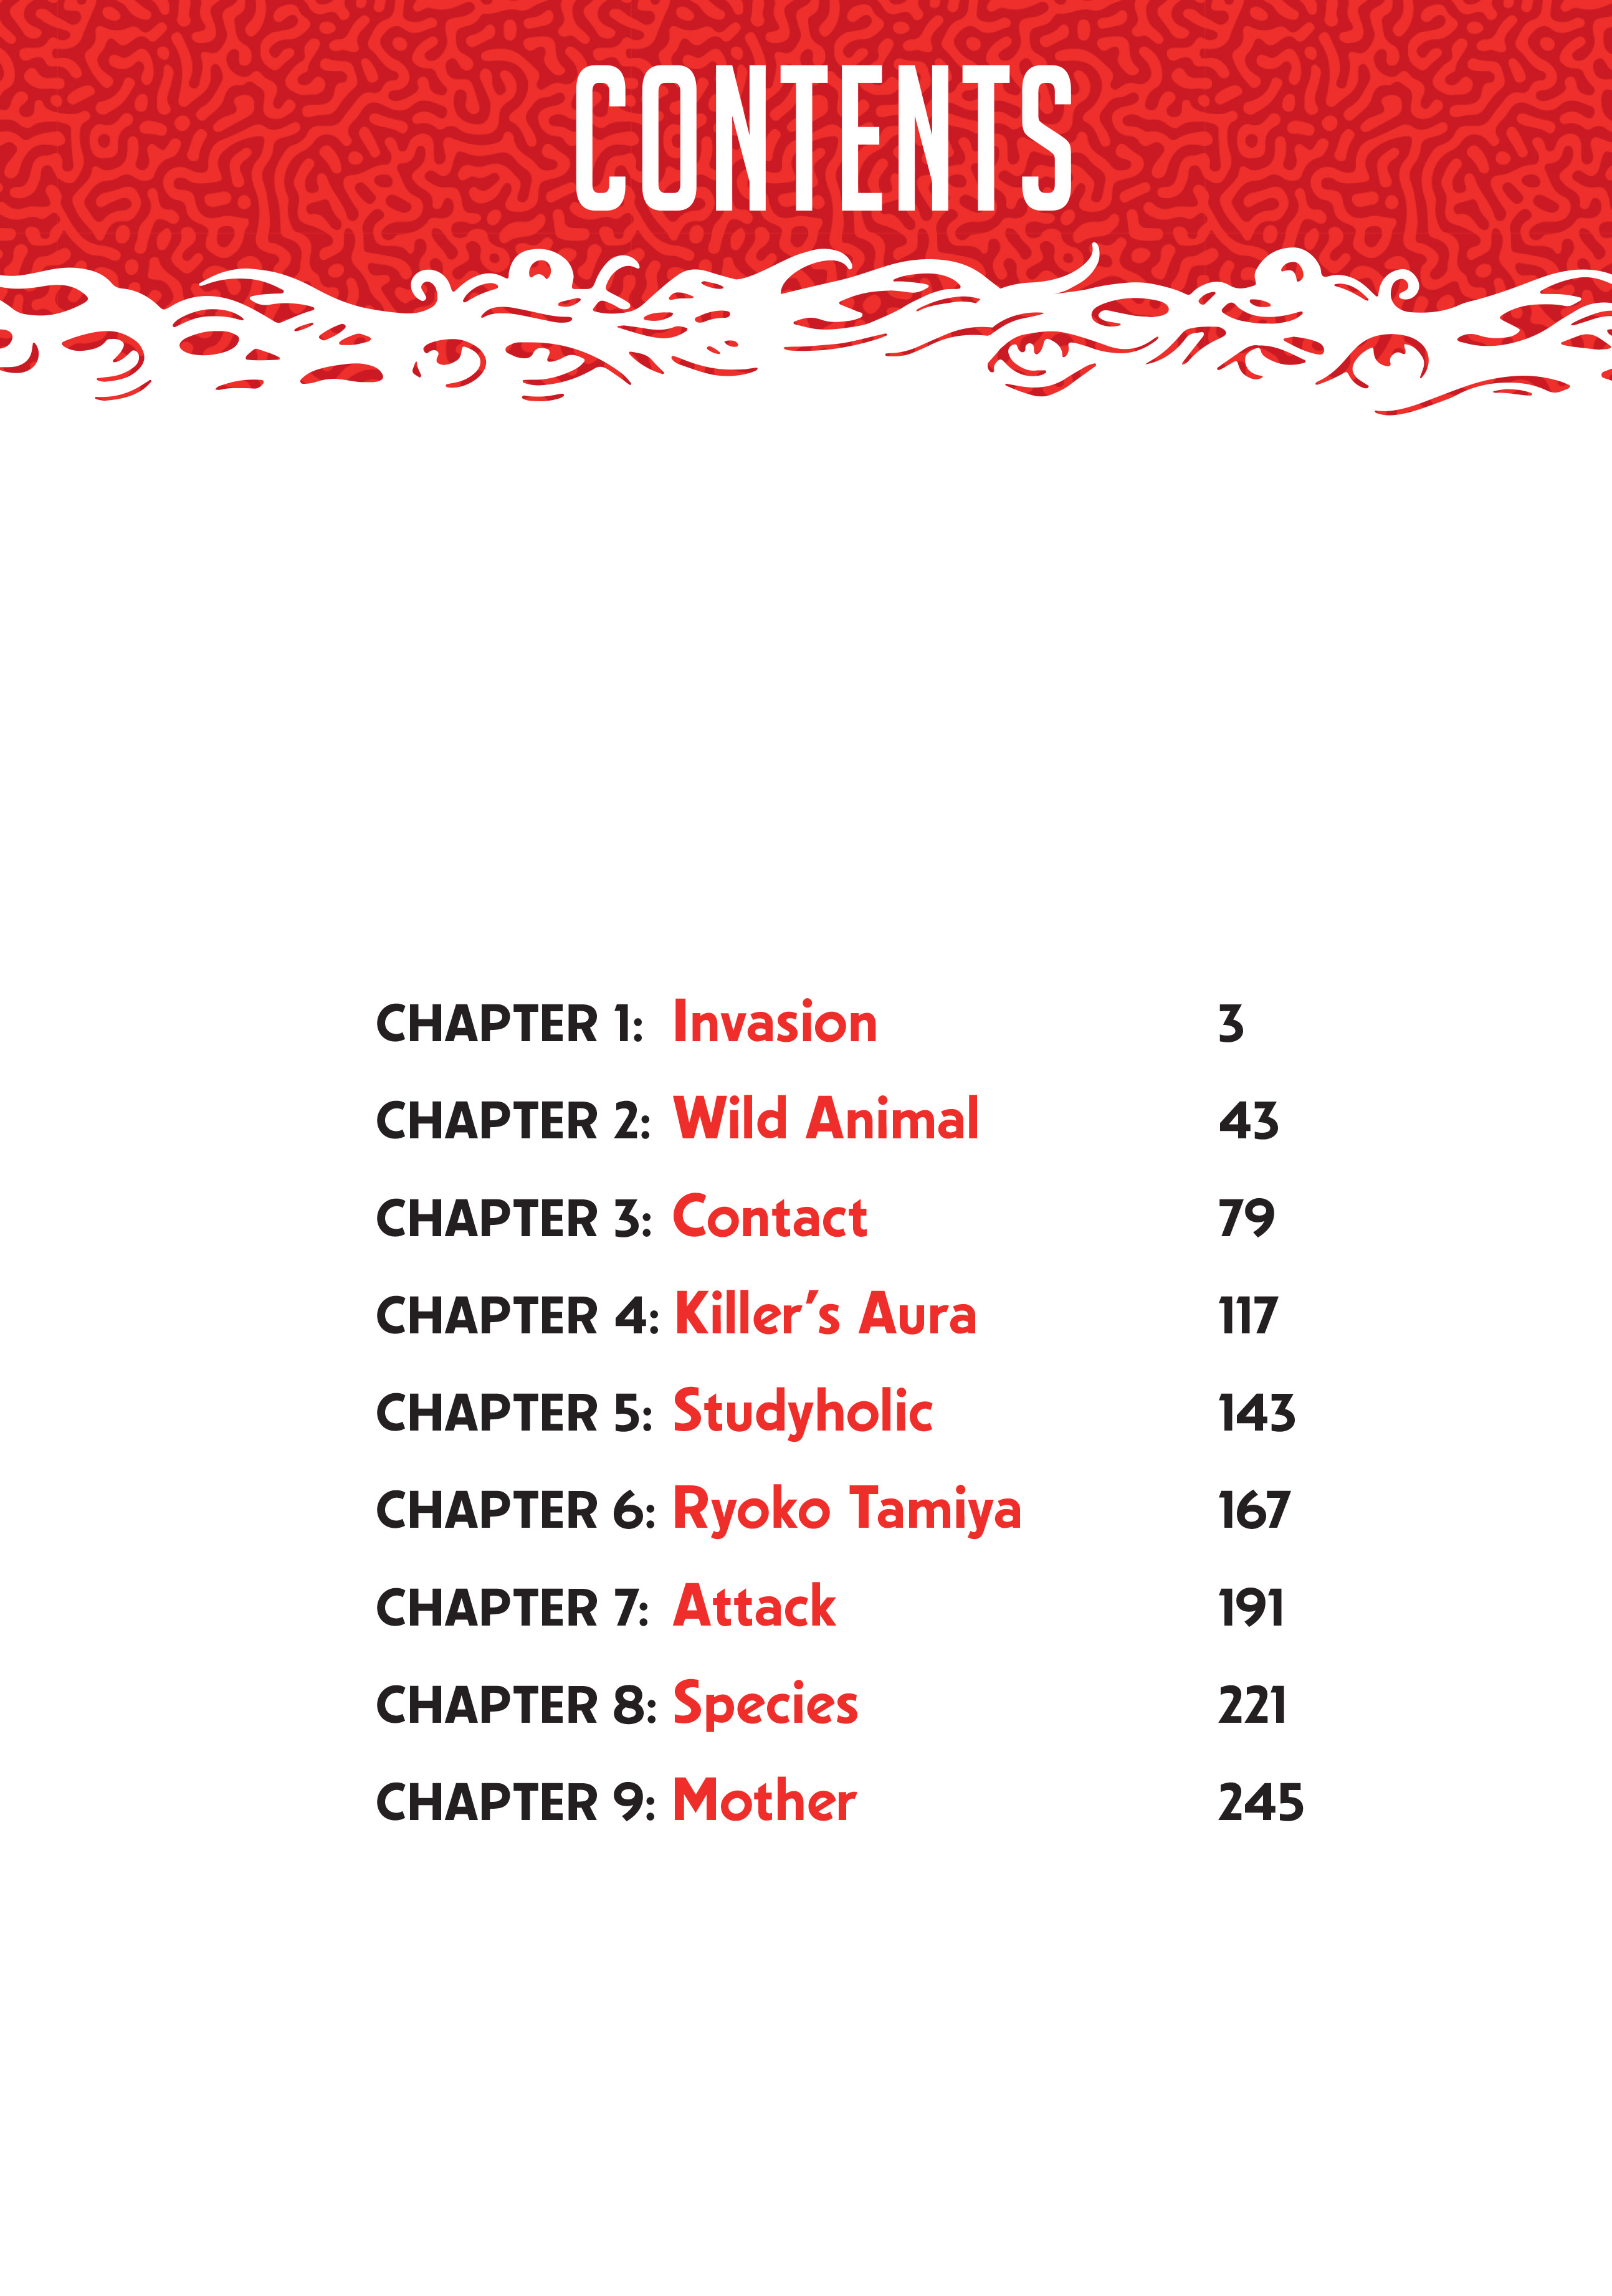 CONTENTS
CHAPTER 1: Invasion 3
CHAPTER 2: Wild Animal 43
CHAPTER 3: Contact 79
CHAPTER 4: Killer's Aura 117
CHAPTER 5: Studyholic 143
CHAPTER 6: Ryoko Tamiya 167
CHAPTER 7: Attack 191
CHAPTER 8: Species 221
CHAPTER 9: Mother 245